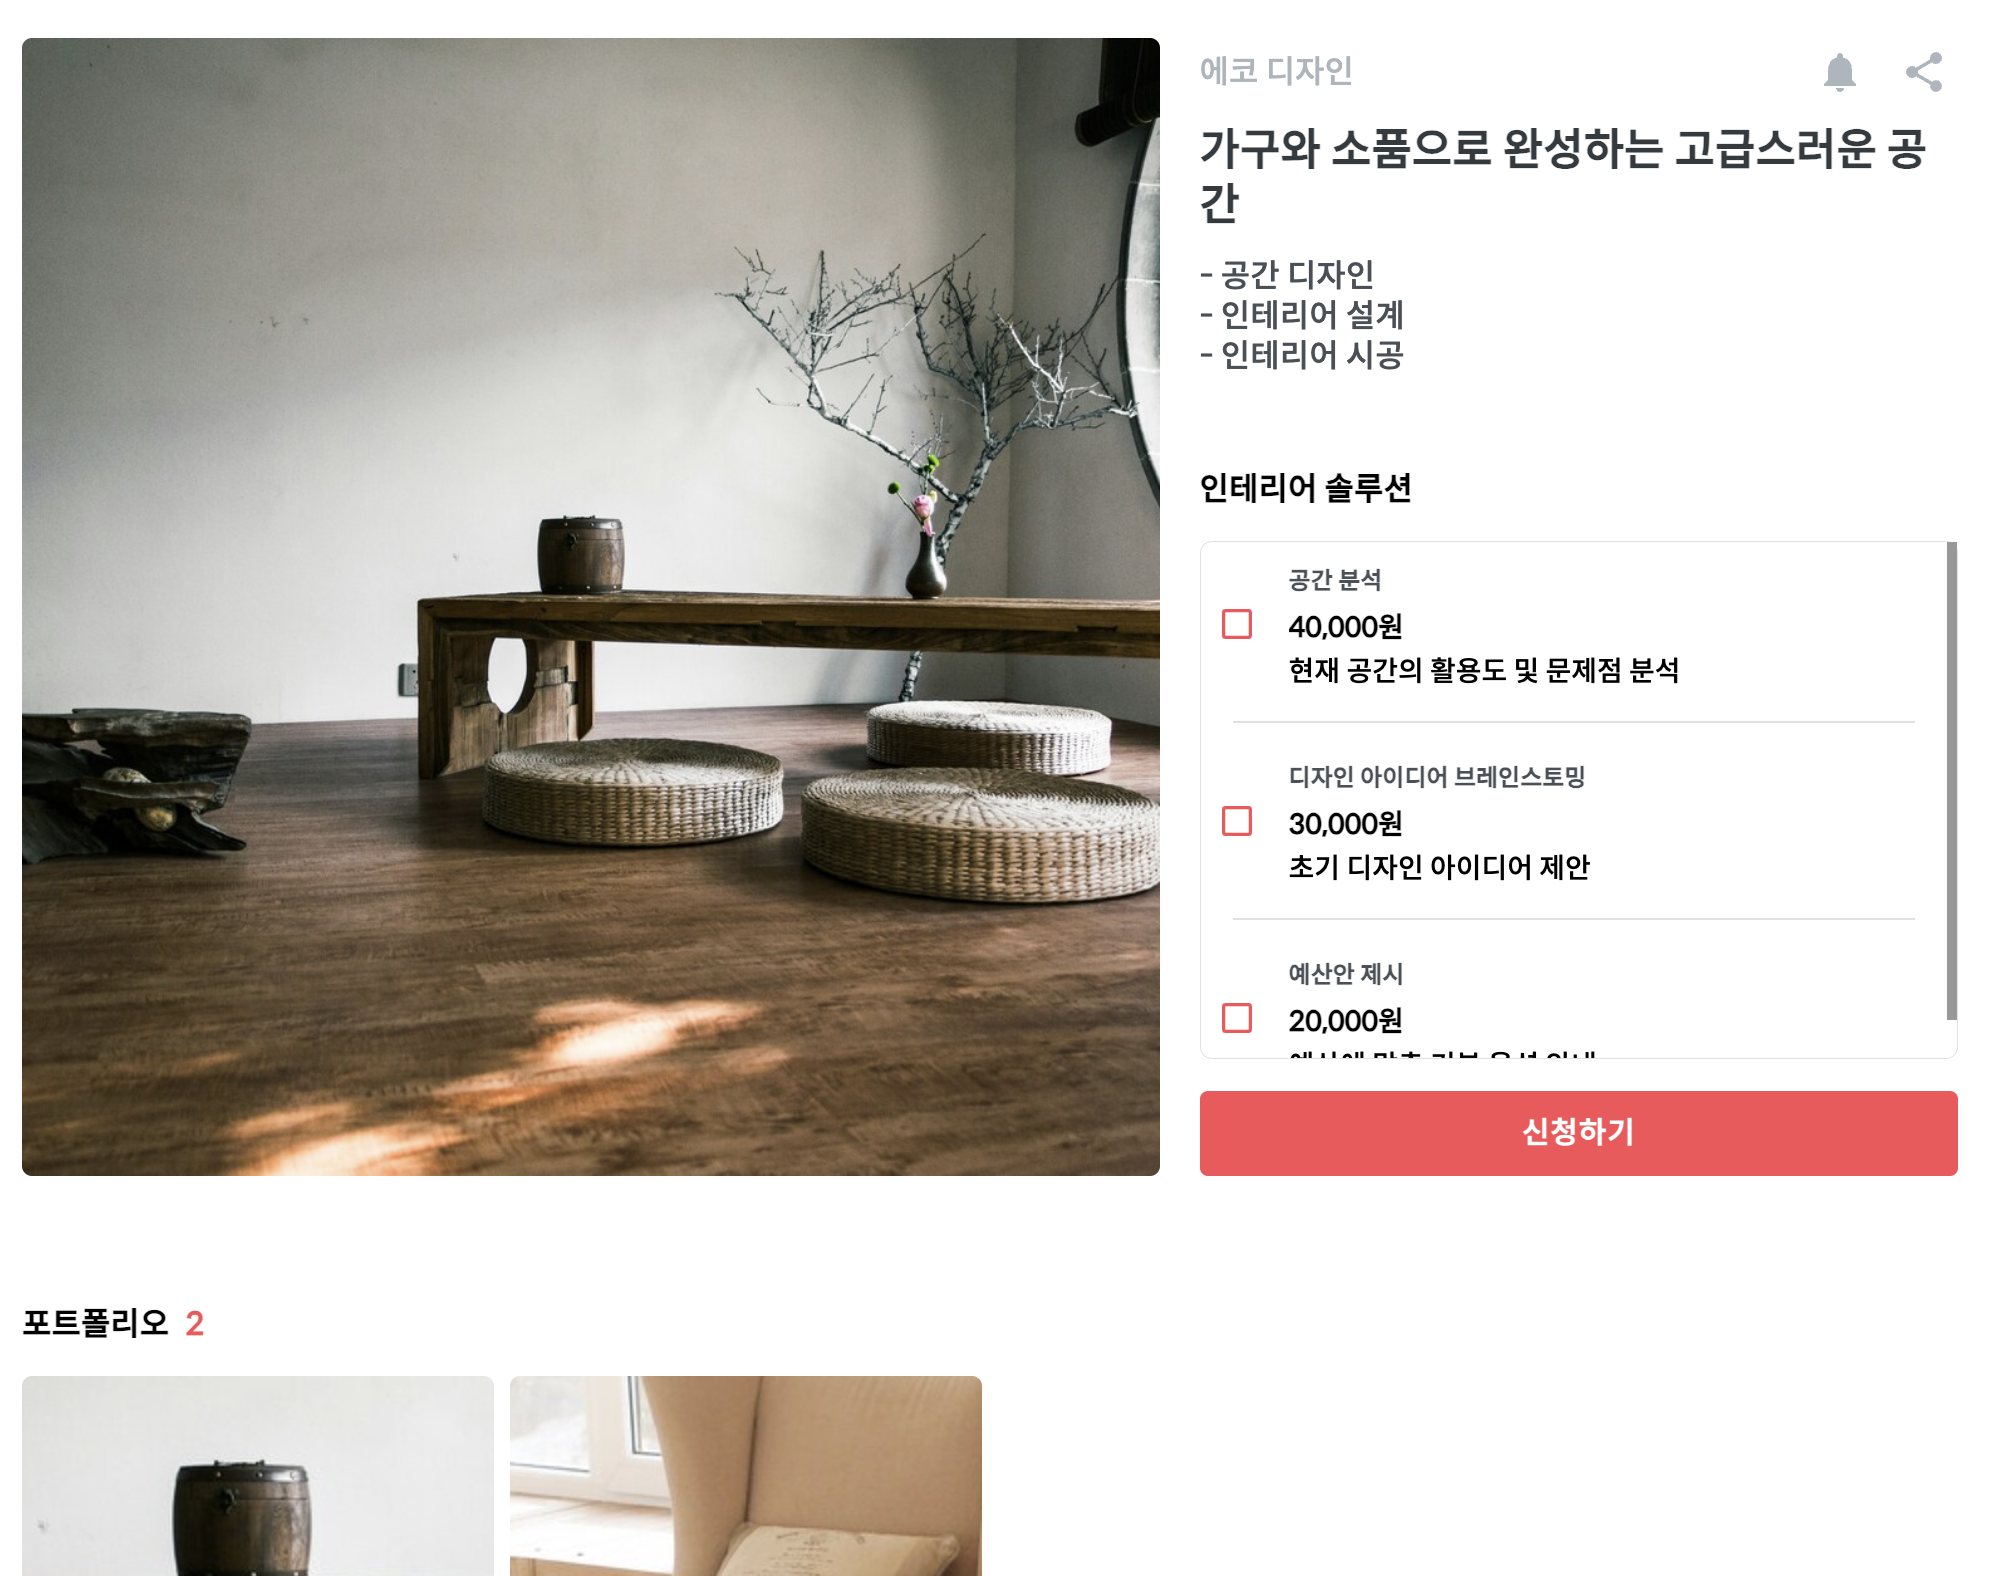 에코 디자인
가구와 소품으로 완성하는 고급스러운 공
간
- 공간 디자인
- 인테리어 설계
- 인테리어 시공
인테리어 솔루션
공간 분석
40,000원
현재 공간의 활용도 및 문제점 분석
디자인 아이디어 브레인스토밍
30,000원
초기 디자인 아이디어 제안
예산안 제시
20,000원
신청하기
포트폴리오 2